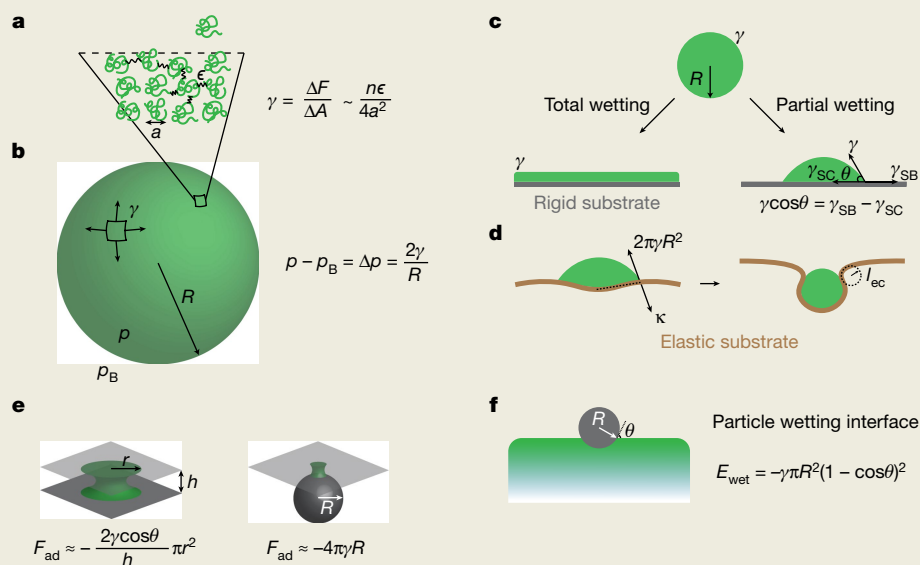 a
ϵ
a
γ = ΔF / ΔA ~ nϵ / 4a²
b
γ
R
p
p_B
p − p_B = Δp = 2γ / R
c
γ
R
Total wetting
Partial wetting
γ
Rigid substrate
γ
γ_SC
θ
γ_SB
γcosθ = γ_SB − γ_SC
d
2πγR²
κ
l_ec
Elastic substrate
e
r
h
F_ad ≈ − 2γcosθ / h πr²
R
F_ad ≈ −4πγR
f
R
θ
Particle wetting interface
E_wet = −γπR²(1 − cosθ)²